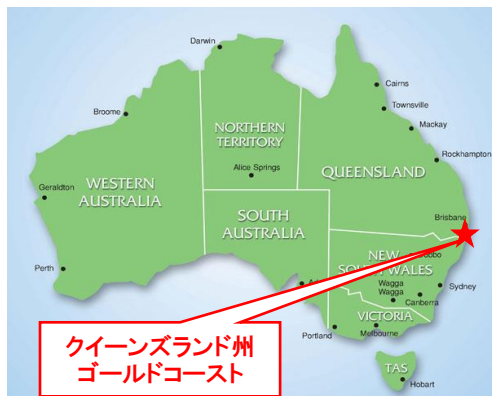 Darwin
Cairns
Townsville
Mackay
Broome
NORTHERN
TERRITORY
Rockhampton
Alice Springs
QUEENSLAND
WESTERN
AUSTRALIA
Geraldton
SOUTH
AUSTRALIA
Brisbane
NEW
SOUTH WALES
Perth
Wagga
Wagga
Sydney
Canberra
VICTORIA
Portland
Melbourne
TAS
Hobart
クイーンズランド州
ゴールドコースト